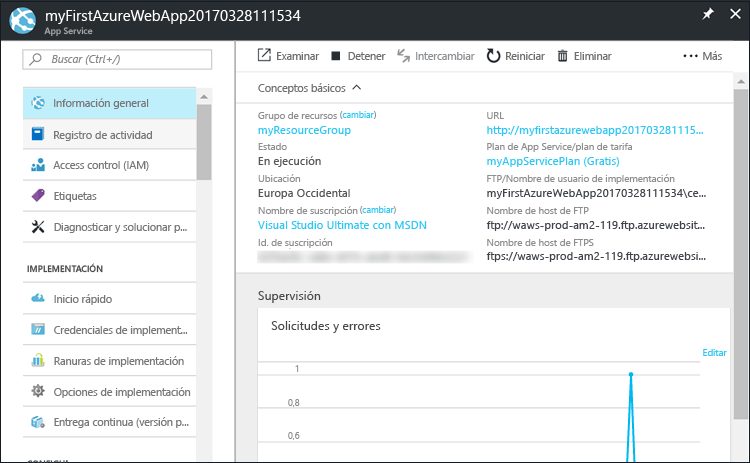 myFirstAzureWebApp20170328111534
App Service
Buscar (Ctrl+/)
Información general
Registro de actividad
Access control (IAM)
Etiquetas
Diagnosticar y solucionar p...
IMPLEMENTACIÓN
Inicio rápido
Credenciales de implement...
Ranuras de implementación
Opciones de implementación
Entrega continua (versión p...
Examinar
Detener
Intercambiar
Reiniciar
Eliminar
Más
Conceptos básicos
Grupo de recursos (cambiar)
myResourceGroup
Estado
En ejecución
Ubicación
Europa Occidental
Nombre de suscripción (cambiar)
Visual Studio Ultimate con MSDN
Id. de suscripción
URL
http://myfirstazurewebapp201703281115...
Plan de App Service/plan de tarifa
myAppServicePlan (Gratis)
FTP/Nombre de usuario de implementación
myFirstAzureWebApp20170328111534\ce...
Nombre de host de FTP
ftp://waws-prod-am2-119.ftp.azurewebsit...
Nombre de host de FTPS
ftps://waws-prod-am2-119.ftp.azurewebsi...
Supervisión
Solicitudes y errores
Editar
1
0,8
0,6